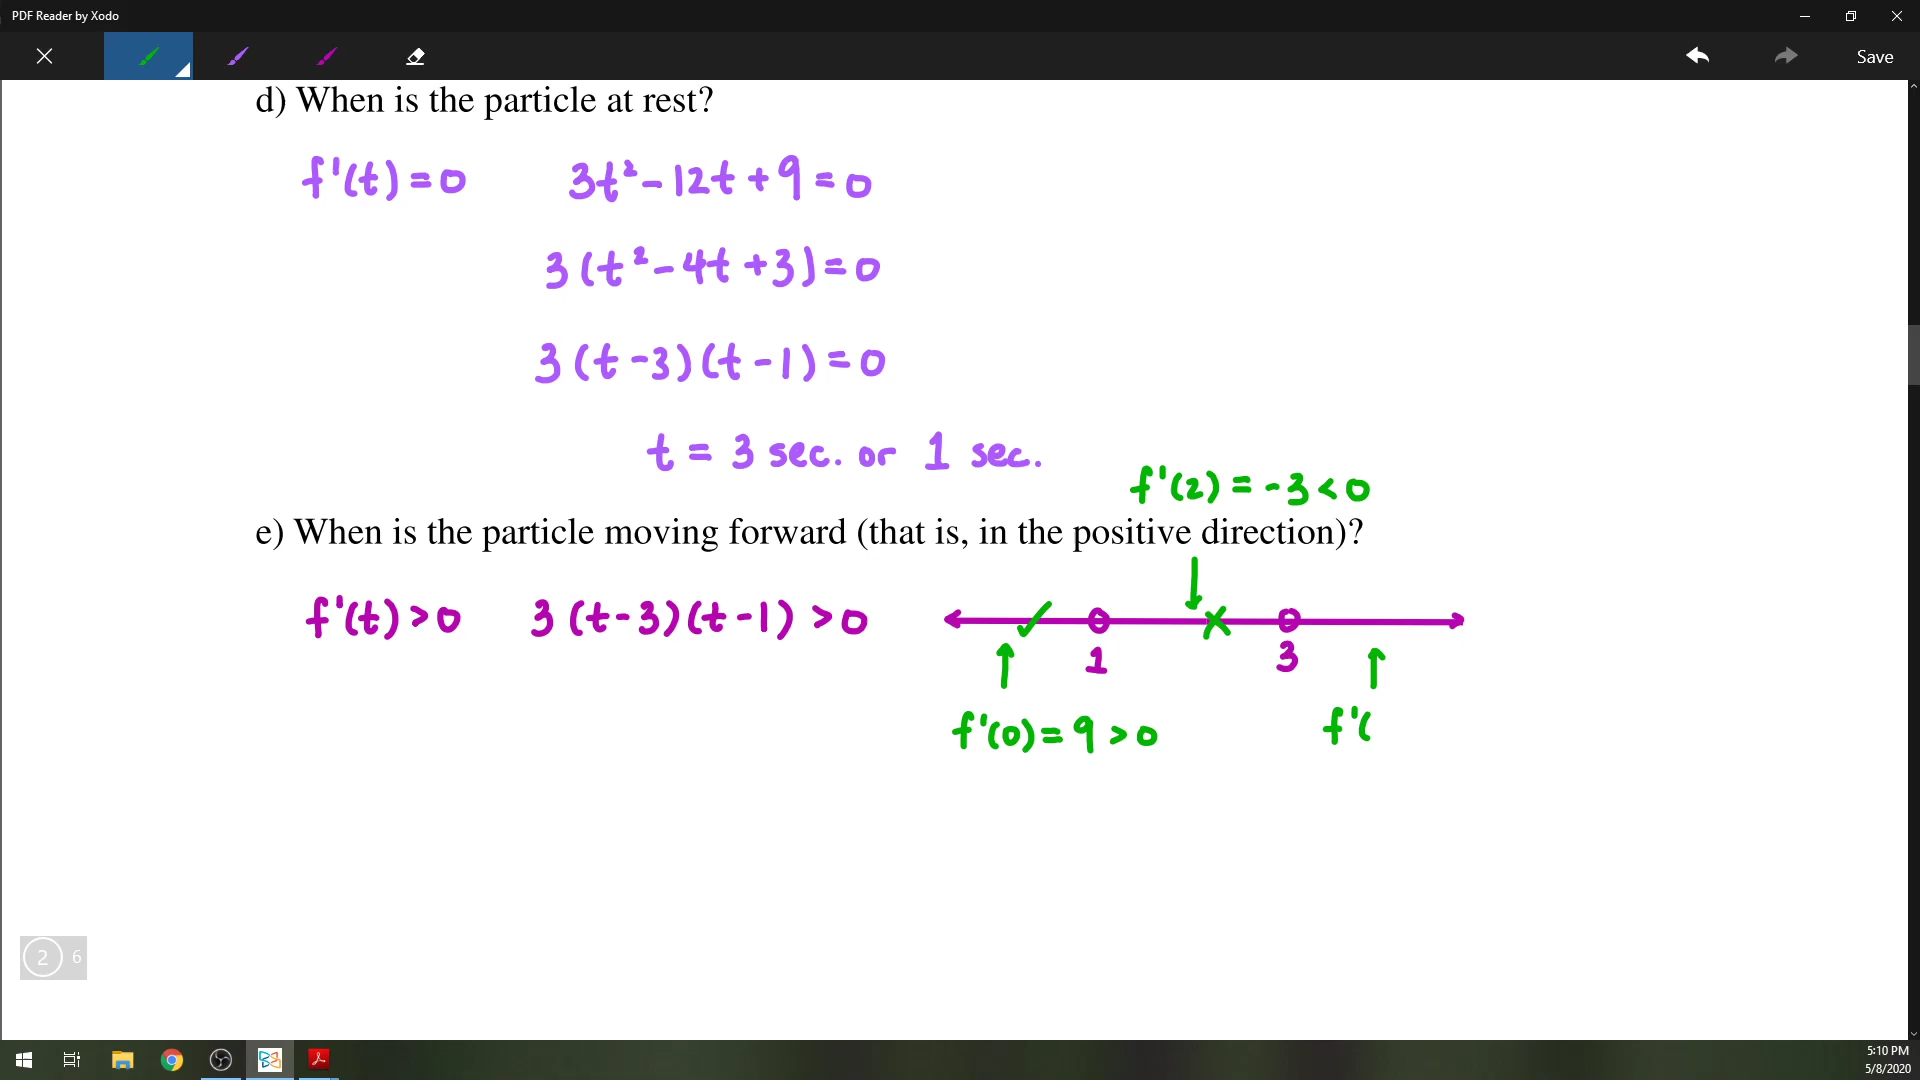 PDF Reader by Xodo
Save
d) When is the particle at rest?
f'(t) = 0 3t² - 12t + 9 = 0
3(t² - 4t + 3) = 0
3(t - 3)(t - 1) = 0
t = 3 sec. or 1 sec.
f'(2) = -3 < 0
e) When is the particle moving forward (that is, in the positive direction)?
f'(t) > 0 3(t - 3)(t - 1) > 0
1 3
f'(0) = 9 > 0 f'(
2 6
5:10 PM
5/8/2020